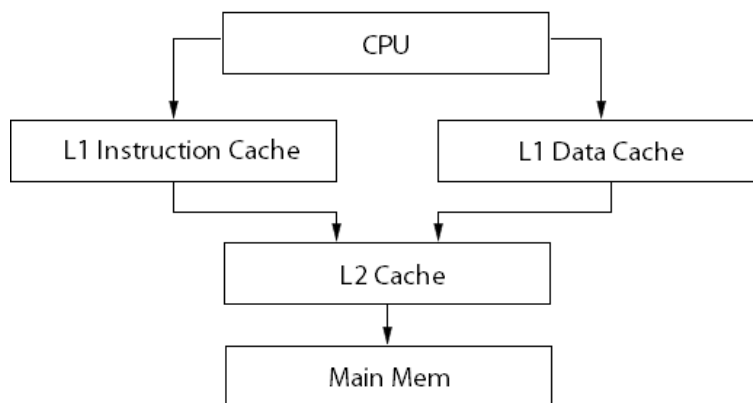 CPU
L1 Instruction Cache
L1 Data Cache
L2 Cache
Main Mem